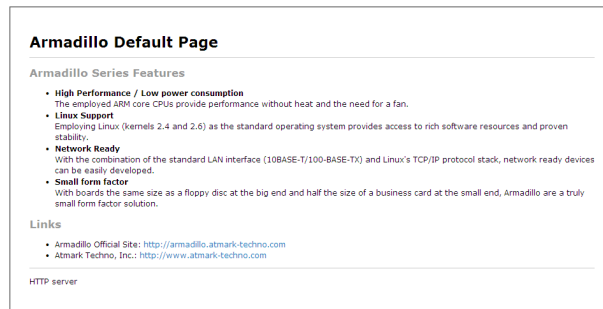 Armadillo Default Page
Armadillo Series Features
• High Performance / Low power consumption
The employed ARM core CPUs provide performance without heat and the need for a fan.
• Linux Support
Employing Linux (kernels 2.4 and 2.6) as the standard operating system provides access to rich software resources and proven
stability.
• Network Ready
With the combination of the standard LAN interface (10BASE-T/100-BASE-TX) and Linux's TCP/IP protocol stack, network ready devices
can be easily developed.
• Small form factor
With boards the same size as a floppy disc at the big end and half the size of a business card at the small end, Armadillo are a truly
small form factor solution.
Links
• Armadillo Official Site: http://armadillo.atmark-techno.com
• Atmark Techno, Inc.: http://www.atmark-techno.com
HTTP server